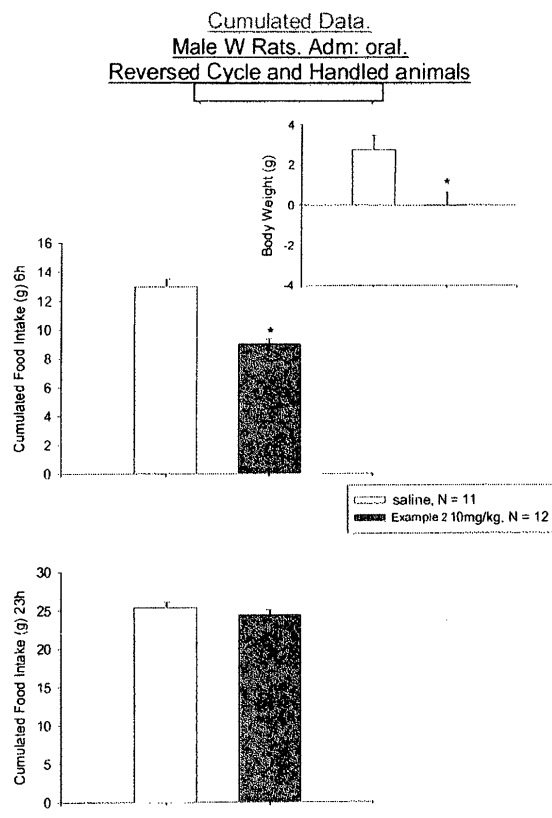 Cumulated Data.
Male W Rats. Adm: oral.
Reversed Cycle and Handled animals
Body Weight (g)
4
2
0
-2
-4
*
Cumulated Food Intake (g) 6h
16
14
12
10
8
6
4
2
0
*
saline, N = 11
Example 2 10mg/kg, N = 12
Cumulated Food Intake (g) 23h
30
25
20
15
10
5
0